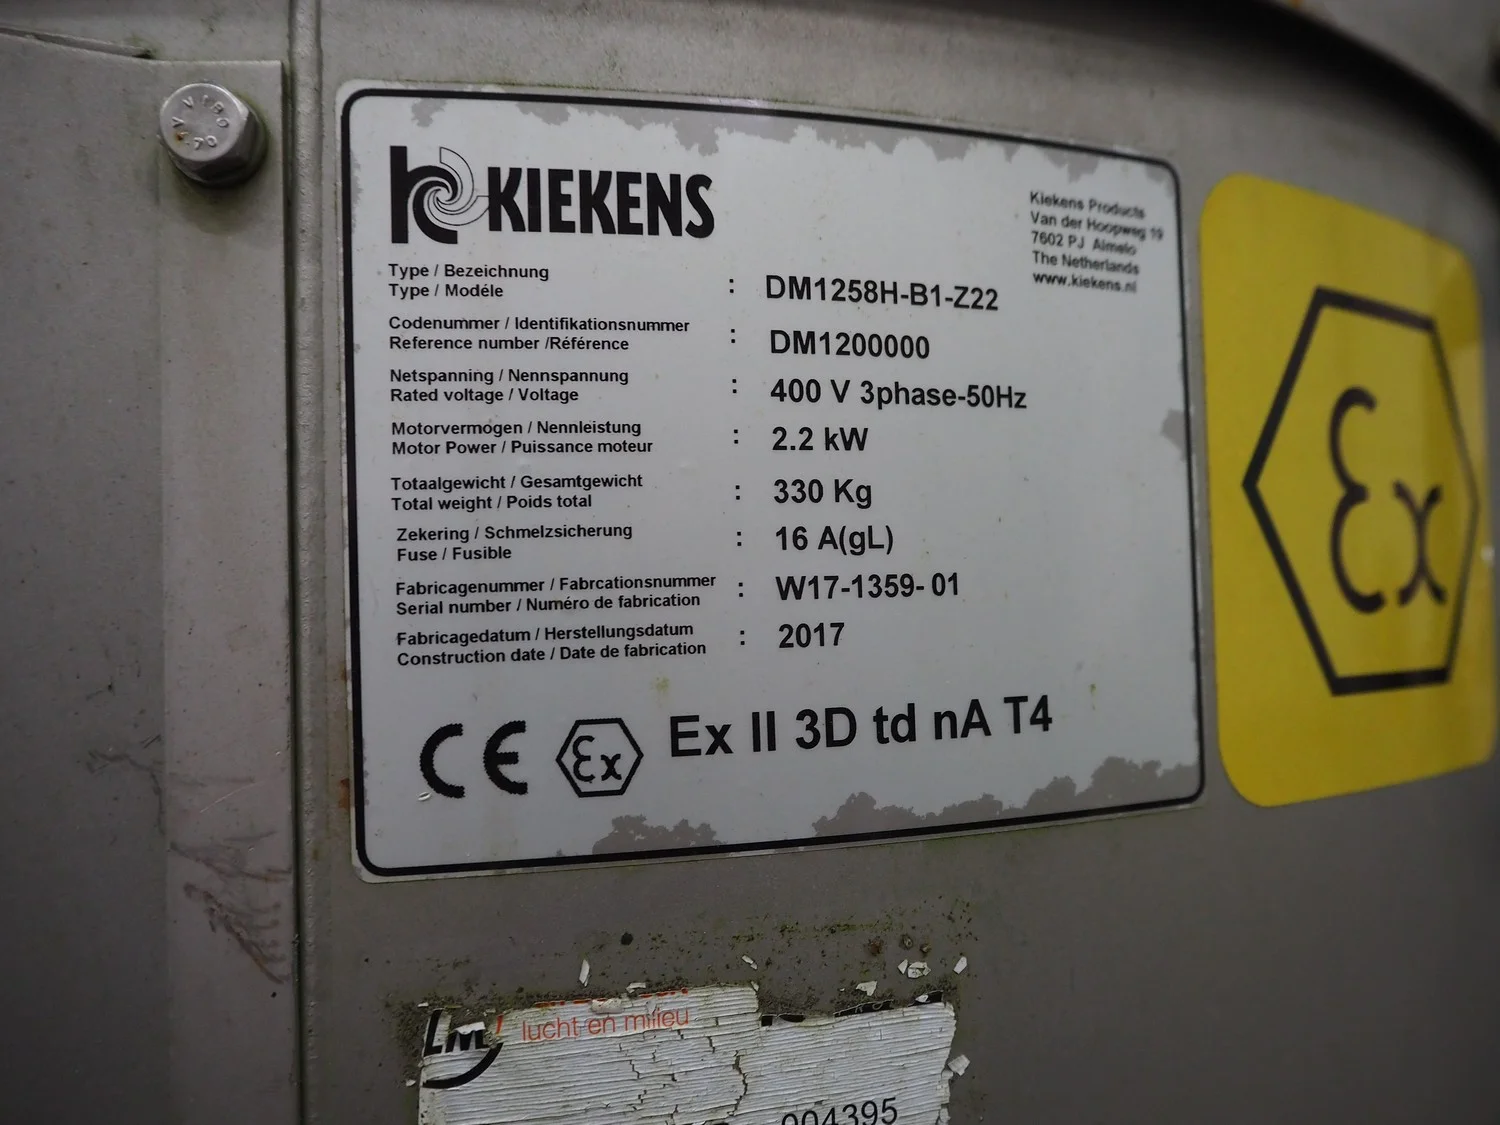 KIEKENS
Kiekens Products
Van der Hoopweg 19
7602 PJ Almelo
The Netherlands
www.kiekens.nl
Type / Bezeichnung
Type / Modéle : DM1258H-B1-Z22
Codenummer / Identifikationsnummer
Reference number /Référence : DM1200000
Netspanning / Nennspannung
Rated voltage / Voltage : 400 V 3phase-50Hz
Motorvermogen / Nennleistung
Motor Power / Puissance moteur : 2.2 kW
Totaalgewicht / Gesamtgewicht
Total weight / Poids total : 330 Kg
Zekering / Schmelzsicherung
Fuse / Fusible : 16 A(gL)
Fabricagenummer / Fabrcationsnummer
Serial number / Numéro de fabrication : W17-1359- 01
Fabricagedatum / Herstellungsdatum
Construction date / Date de fabrication : 2017
CE Ex Ex II 3D td nA T4
Ex
LM
lucht en milieu
004395